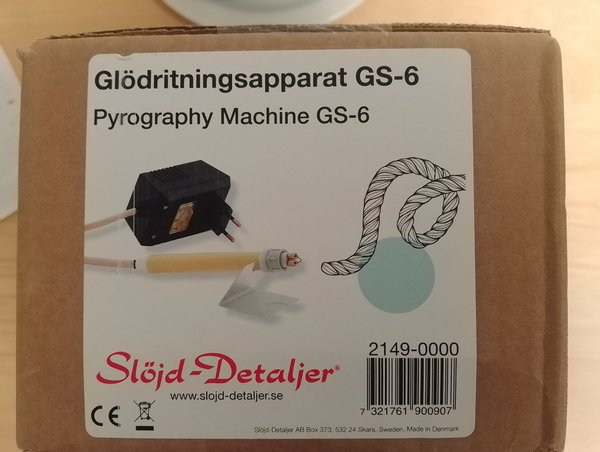 Glödritningsapparat GS-6
Pyrography Machine GS-6
Slöjd-Detaljer®
www.slojd-detaljer.se
2149-0000
7 321761 900907
CE
Slöjd-Detaljer AB Box 373, 532 24 Skara, Sweden. Made in Denmark